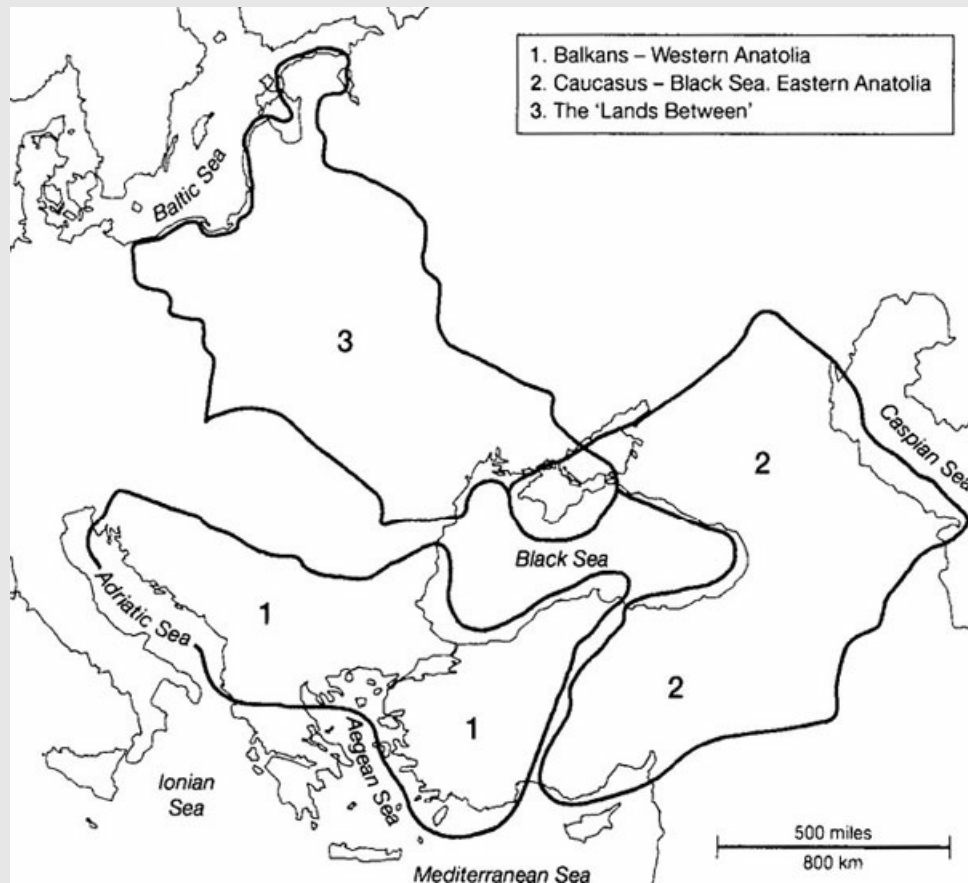 1. Balkans – Western Anatolia
2. Caucasus – Black Sea. Eastern Anatolia
3. The 'Lands Between'
Baltic Sea
3
2
Caspian Sea
Black Sea
Adriatic Sea
1
2
1
Aegean Sea
Ionian
Sea
500 miles
800 km
Mediterranean Sea